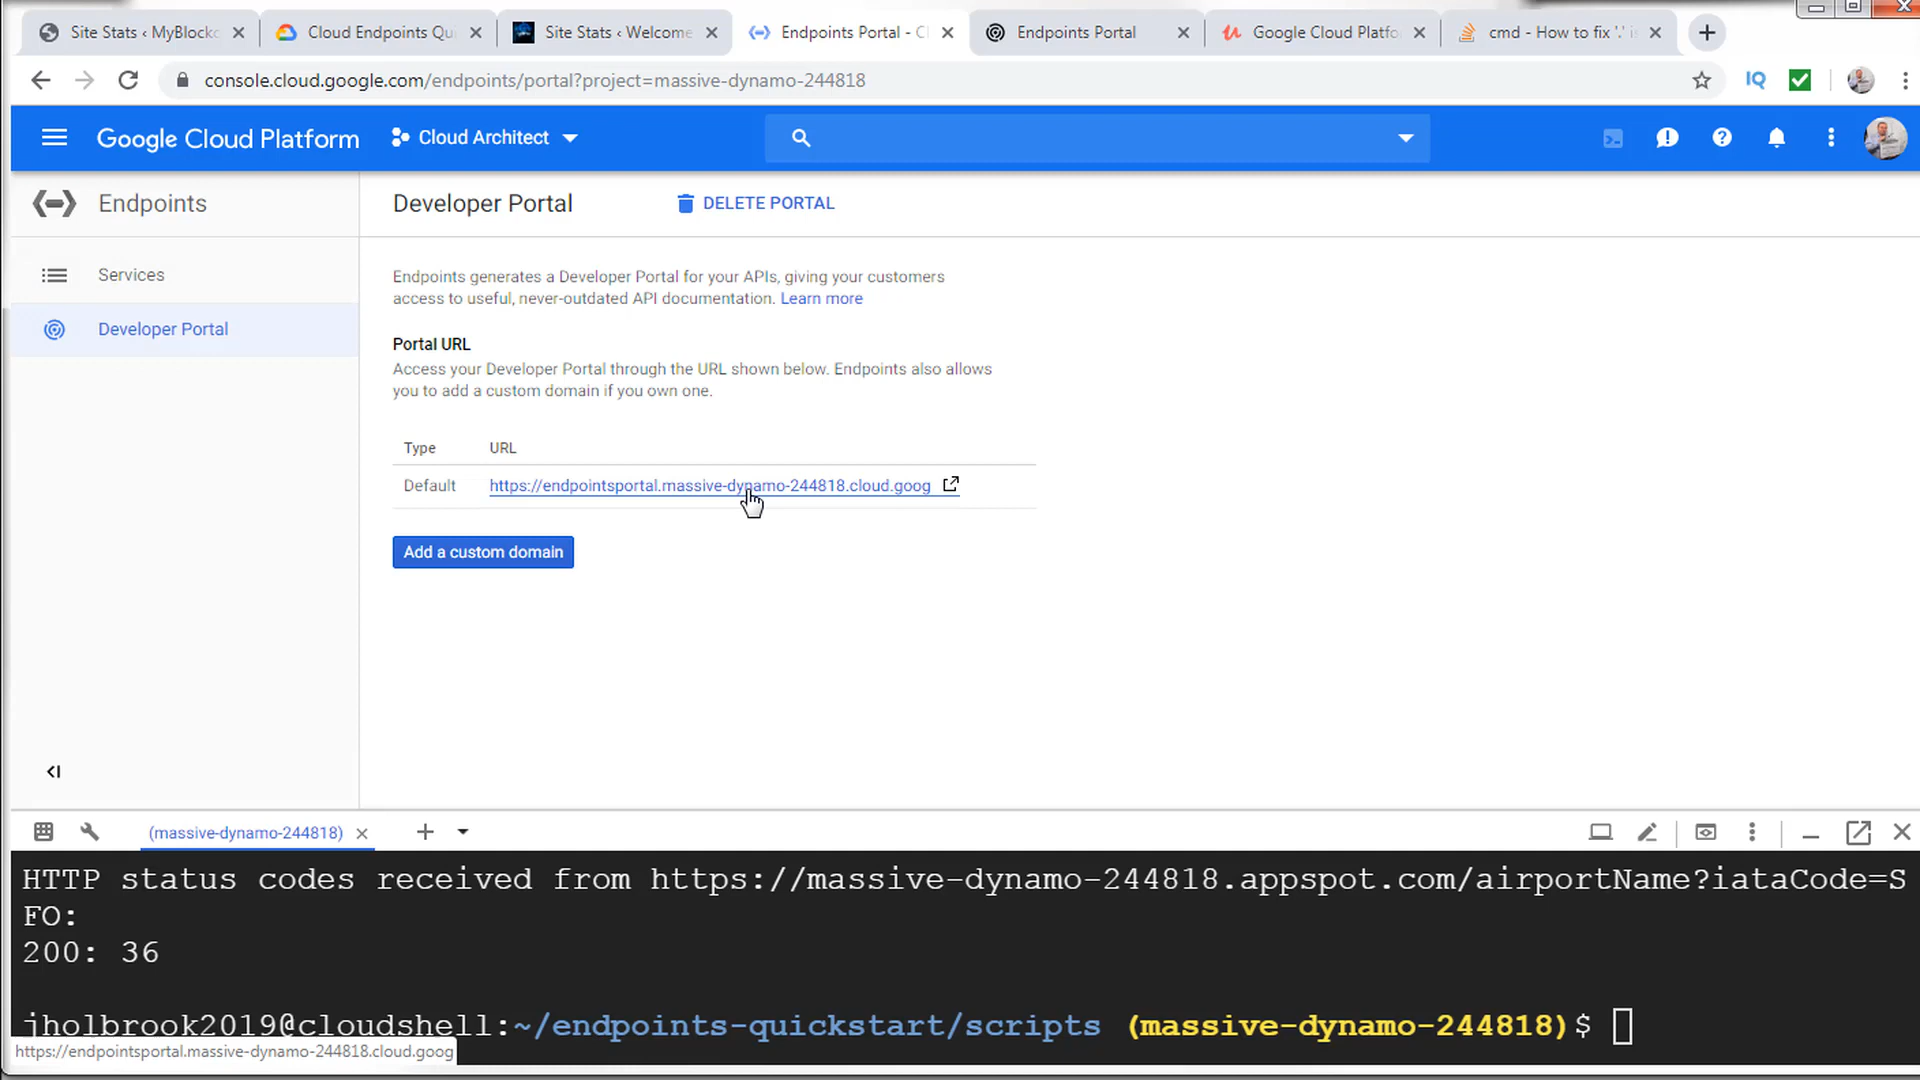 Site Stats ‹ MyBlockc
Cloud Endpoints Qu
Site Stats ‹ Welcome
Endpoints Portal - C
Endpoints Portal
Google Cloud Platfo
cmd - How to fix '.' i
console.cloud.google.com/endpoints/portal?project=massive-dynamo-244818
IQ
Google Cloud Platform
Cloud Architect
Endpoints
Developer Portal
DELETE PORTAL
Services
Developer Portal
Endpoints generates a Developer Portal for your APIs, giving your customers
access to useful, never-outdated API documentation. Learn more
Portal URL
Access your Developer Portal through the URL shown below. Endpoints also allows
you to add a custom domain if you own one.
Type URL
Default https://endpointsportal.massive-dynamo-244818.cloud.goog
Add a custom domain
(massive-dynamo-244818)
HTTP status codes received from https://massive-dynamo-244818.appspot.com/airportName?iataCode=S
FO:
200: 36
jholbrook2019@cloudshell:~/endpoints-quickstart/scripts (massive-dynamo-244818)$
https://endpointsportal.massive-dynamo-244818.cloud.goog